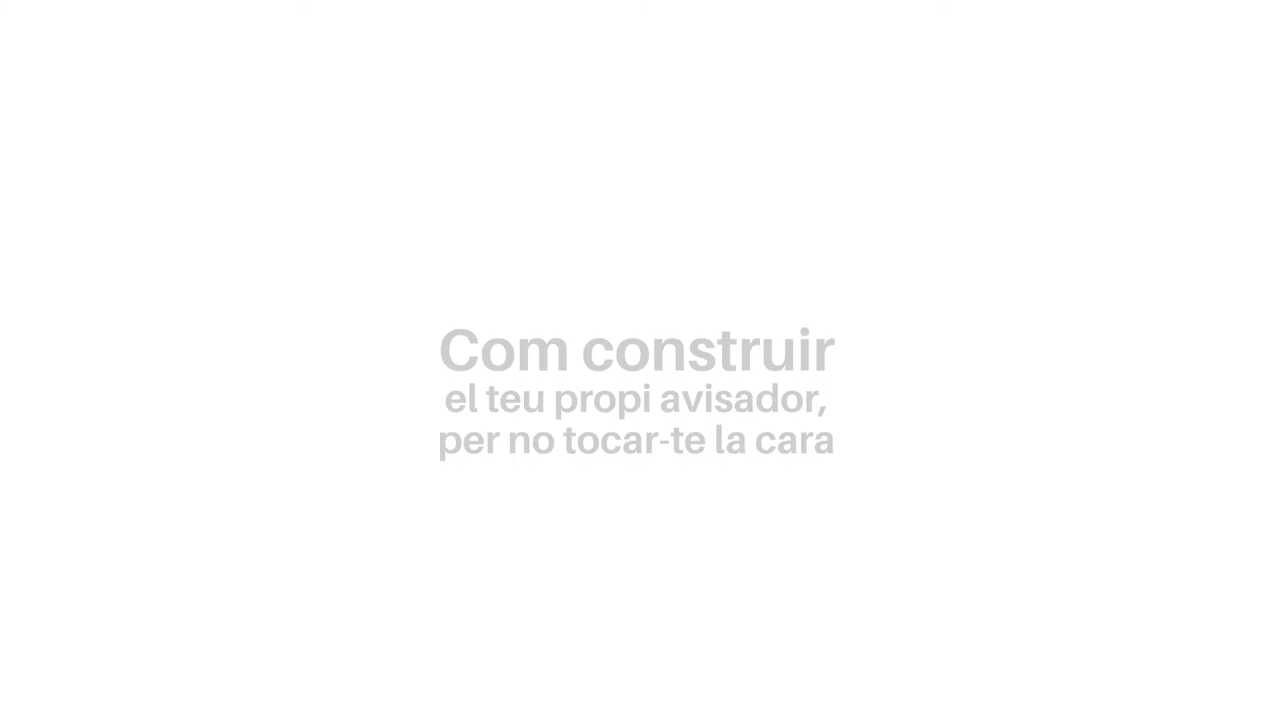 Com construir
el teu propi avisador,
per no tocar-te la cara